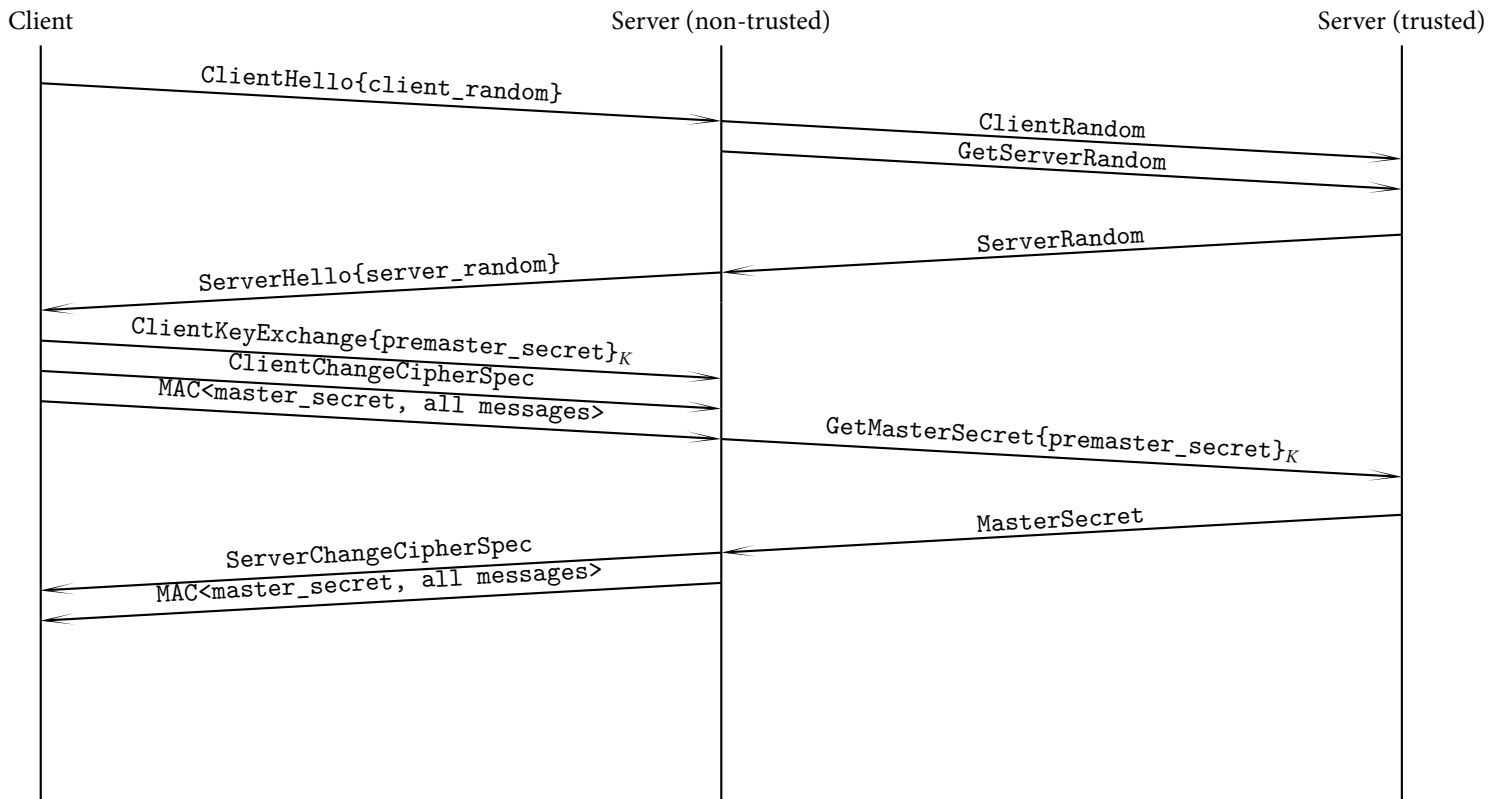 Client
Server (non-trusted)
Server (trusted)
ClientHello{client_random}
ClientRandom
GetServerRandom
ServerRandom
ServerHello{server_random}
ClientKeyExchange{premaster_secret}K
ClientChangeCipherSpec
MAC<master_secret, all messages>
GetMasterSecret{premaster_secret}K
MasterSecret
ServerChangeCipherSpec
MAC<master_secret, all messages>